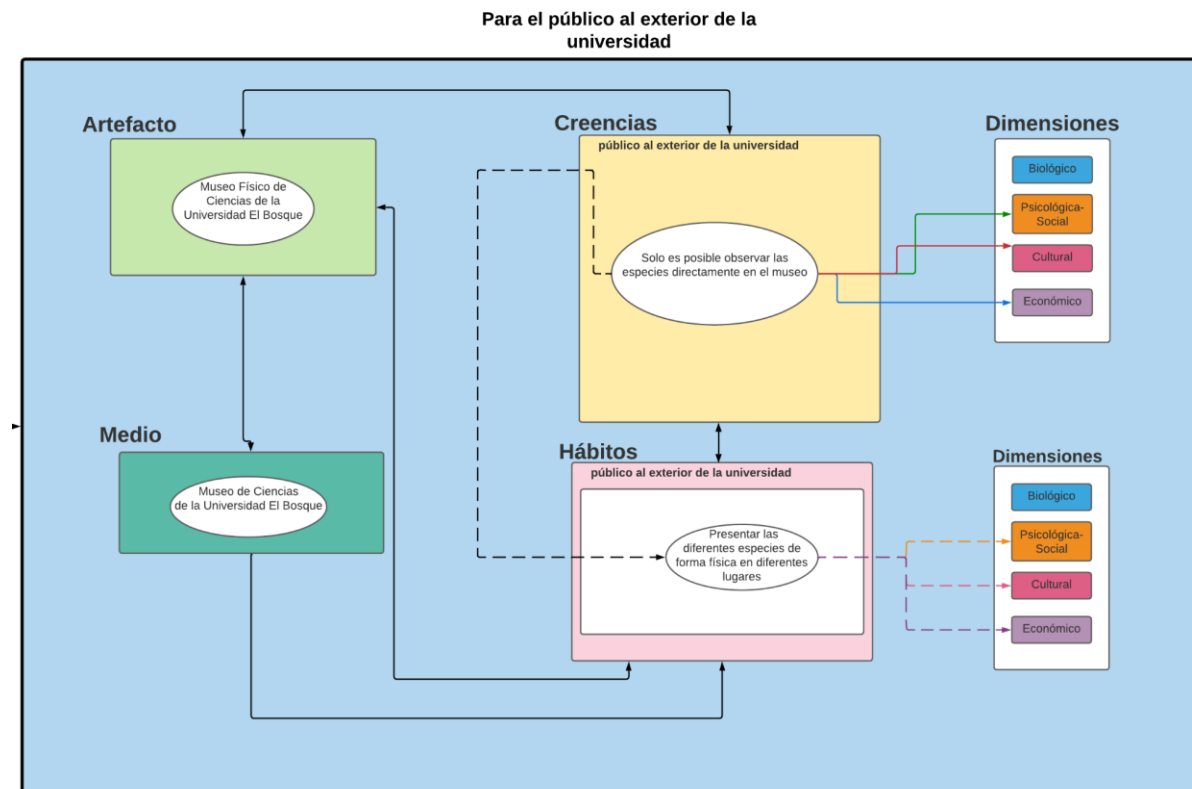 Para el público al exterior de la
universidad
Artefacto
Museo Físico de
Ciencias de la
Universidad El Bosque
Creencias
público al exterior de la universidad
Solo es posible observar las
especies directamente en el museo
Dimensiones
Biológico
Psicológica-
Social
Cultural
Económico
Medio
Museo de Ciencias
de la Universidad El Bosque
Hábitos
público al exterior de la universidad
Presentar las
diferentes especies de
forma física en diferentes
lugares
Dimensiones
Biológico
Psicológica-
Social
Cultural
Económico